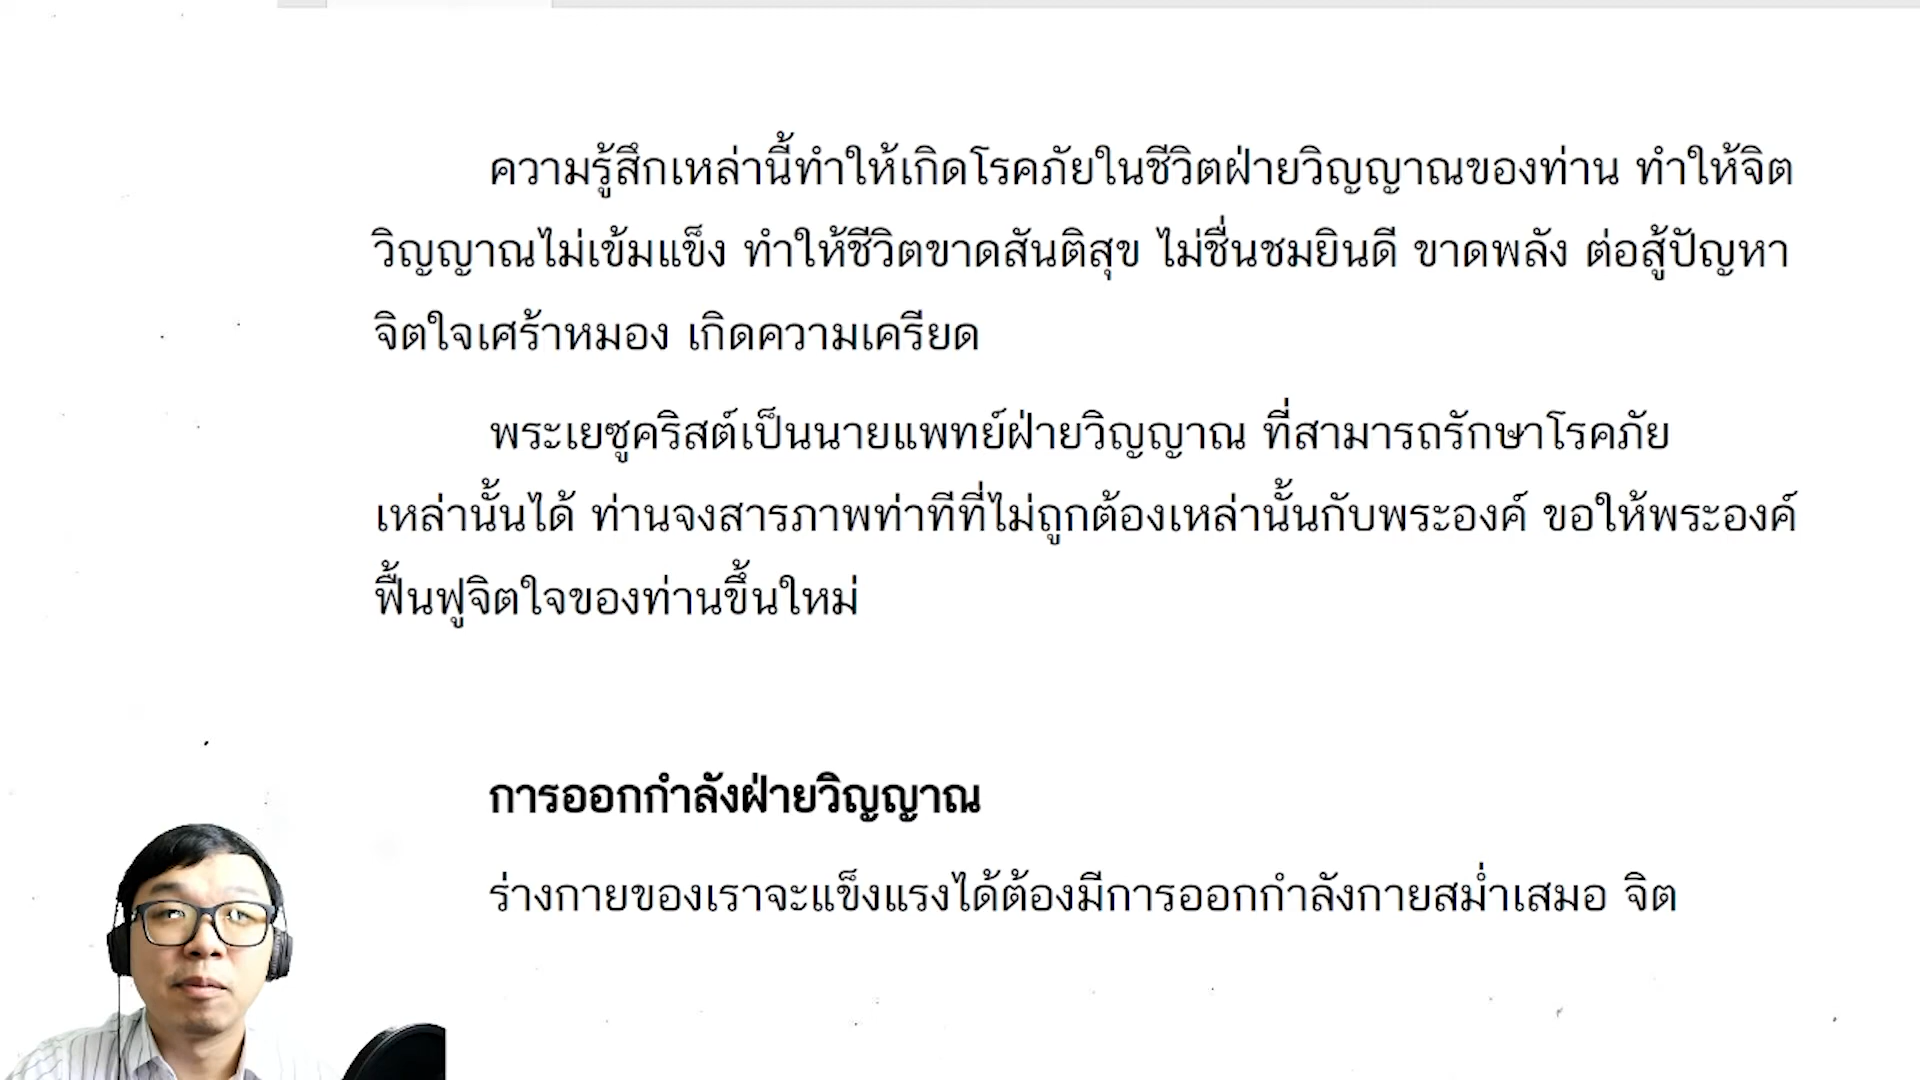 ความรู้สึกเหล่านี้ทำให้เกิดโรคภัยในชีวิตฝ่ายวิญญาณของท่าน ทำให้จิต
วิญญาณไม่เข้มแข็ง ทำให้ชีวิตขาดสันติสุข ไม่ชื่นชมยินดี ขาดพลัง ต่อสู้ปัญหา
จิตใจเศร้าหมอง เกิดความเครียด
พระเยซูคริสต์เป็นนายแพทย์ฝ่ายวิญญาณ ที่สามารถรักษาโรคภัย
เหล่านั้นได้ ท่านจงสารภาพท่าทีที่ไม่ถูกต้องเหล่านั้นกับพระองค์ ขอให้พระองค์
ฟื้นฟูจิตใจของท่านขึ้นใหม่
การออกกำลังฝ่ายวิญญาณ
ร่างกายของเราจะแข็งแรงได้ต้องมีการออกกำลังกายสม่ำเสมอ จิต